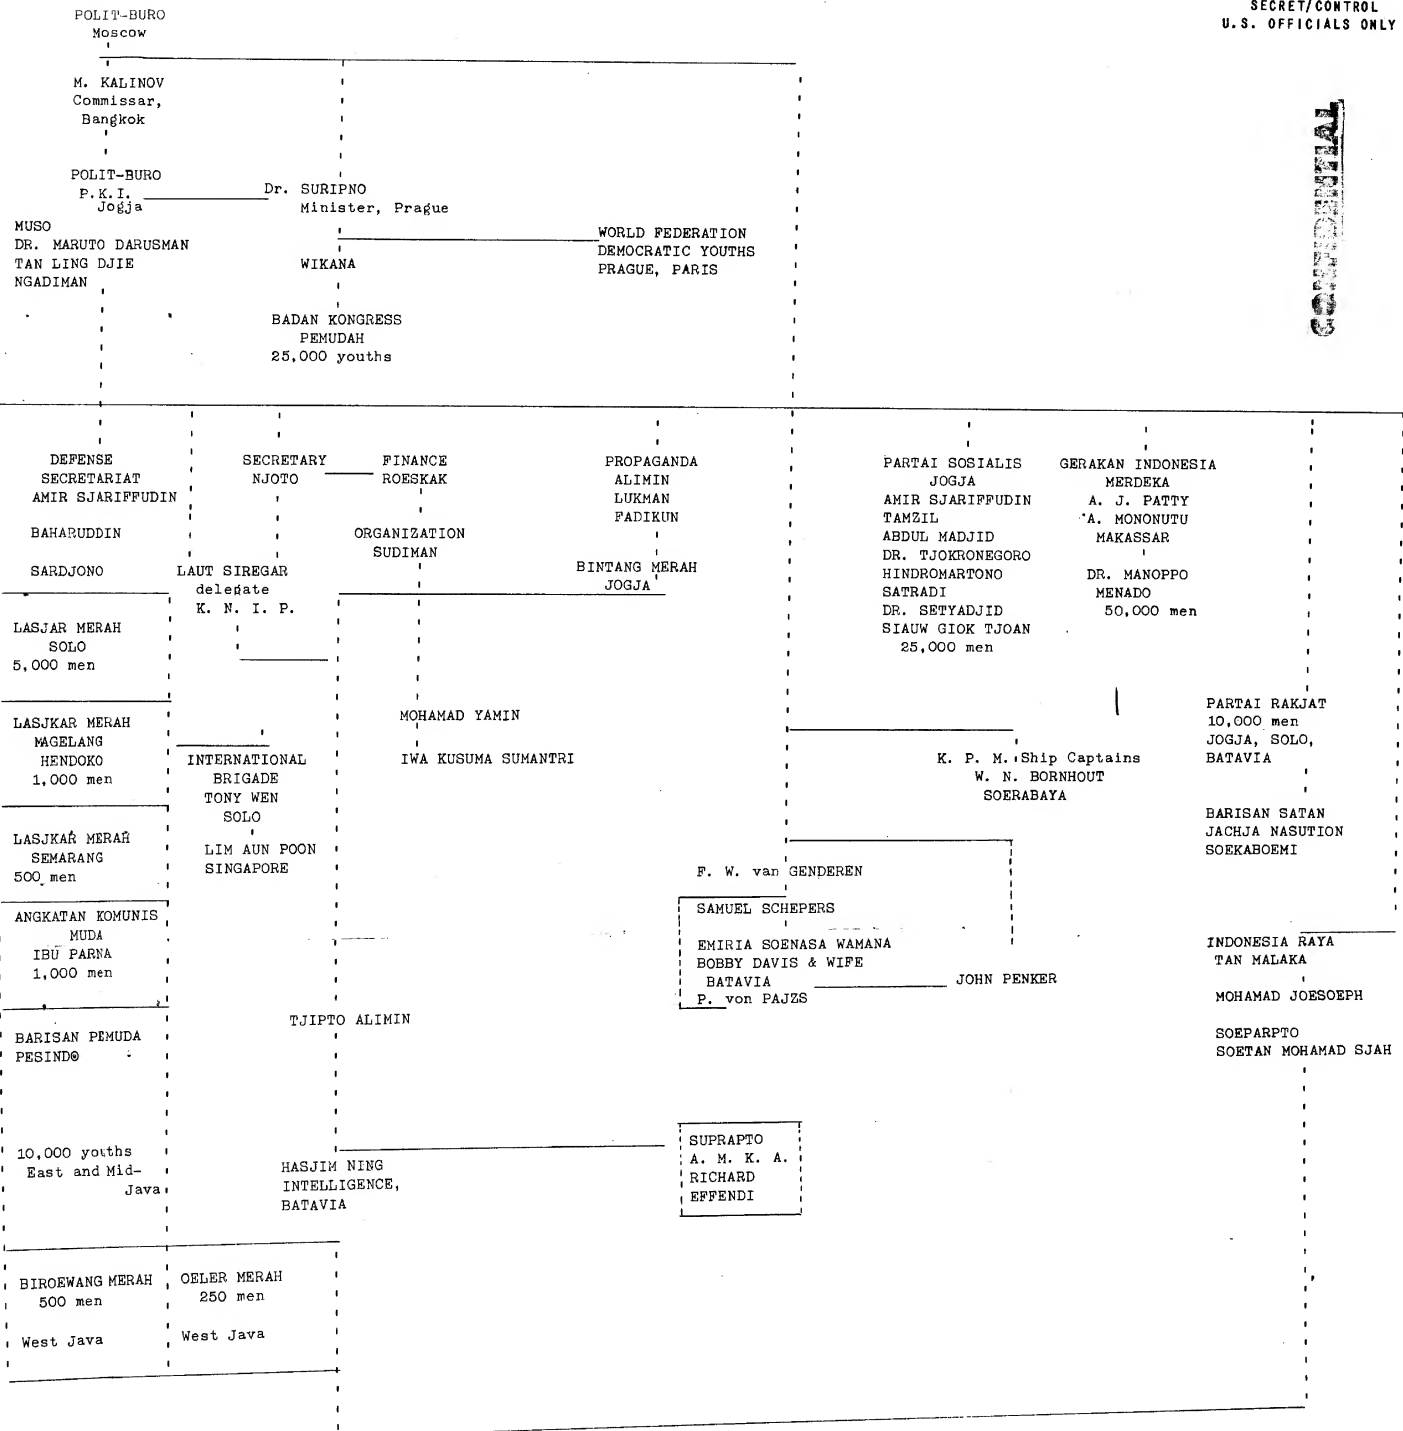 SECRET/CONTROL
U.S. OFFICIALS ONLY
CONFIDENTIAL
POLIT-BURO
Moscow
M. KALINOV
Commissar,
Bangkok
POLIT-BURO
P.K.I.
Jogja
Dr. SURIPNO
Minister, Prague
MUSO
DR. MARUTO DARUSMAN
TAN LING DJIE
NGADIMAN
WIKANA
WORLD FEDERATION
DEMOCRATIC YOUTHS
PRAGUE, PARIS
BADAN KONGRESS
PEMUDAH
25,000 youths
DEFENSE
SECRETARIAT
AMIR SJARIFFUDIN
BAHARUDDIN
SARDJONO
SECRETARY
NJOTO
FINANCE
ROESKAK
ORGANIZATION
SUDIMAN
LAUT SIREGAR
delegate
K. N. I. P.
PROPAGANDA
ALIMIN
LUKMAN
FADIKUN
BINTANG MERAH
JOGJA
PARTAI SOSIALIS
JOGJA
AMIR SJARIFFUDIN
TAMZIL
ABDUL MADJID
DR. TJOKRONEGORO
HINDROMARTONO
SATRADI
DR. SETYADJID
SIAUW GIOK TJOAN
25,000 men
GERAKAN INDONESIA
MERDEKA
A. J. PATTY
A. MONONUTU
MAKASSAR
DR. MANOPPO
MENADO
50,000 men
LASJAR MERAH
SOLO
5,000 men
LASJKAR MERAH
MAGELANG
HENDOKO
1,000 men
LASJKAR MERAH
SEMARANG
500 men
ANGKATAN KOMUNIS
MUDA
IBU PARNA
1,000 men
BARISAN PEMUDA
PESINDO
10,000 youths
East and Mid-
Java
INTERNATIONAL
BRIGADE
TONY WEN
SOLO
LIM AUN POON
SINGAPORE
MOHAMAD YAMIN
IWA KUSUMA SUMANTRI
K. P. M. Ship Captains
W. N. BORNHOUT
SOERABAYA
PARTAI RAKJAT
10,000 men
JOGJA, SOLO,
BATAVIA
BARISAN SATAN
JACHJA NASUTION
SOEKABOEMI
F. W. van GENDEREN
SAMUEL SCHEPERS
EMIRIA SOENASA WAMANA
BOBBY DAVIS & WIFE
BATAVIA
P. von PAJZS
JOHN PENKER
INDONESIA RAYA
TAN MALAKA
MOHAMAD JOESOEPH
SOEPARPTO
SOETAN MOHAMAD SJAH
TJIPTO ALIMIN
HASJIM NING
INTELLIGENCE,
BATAVIA
SUPRAPTO
A. M. K. A.
RICHARD
EFFENDI
BIROEWANG MERAH
500 men
West Java
OELER MERAH
250 men
West Java